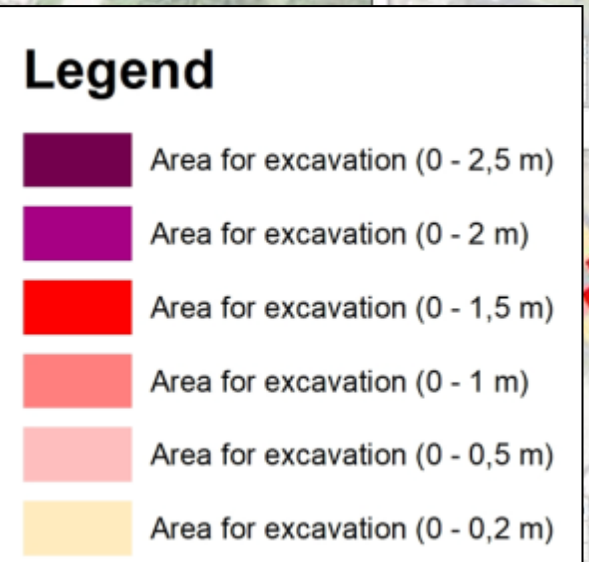 Legend
Area for excavation (0 - 2,5 m)
Area for excavation (0 - 2 m)
Area for excavation (0 - 1,5 m)
Area for excavation (0 - 1 m)
Area for excavation (0 - 0,5 m)
Area for excavation (0 - 0,2 m)